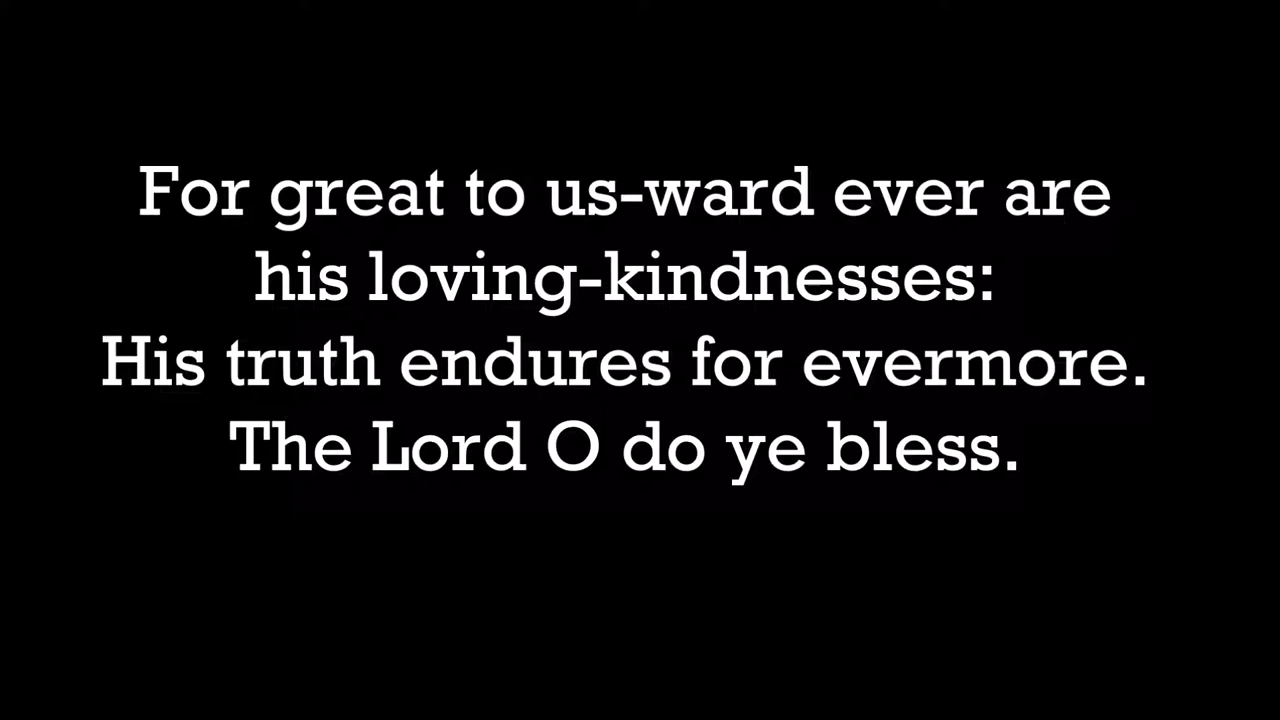 For great to us-ward ever are
his loving-kindnesses:
His truth endures for evermore.
The Lord O do ye bless.